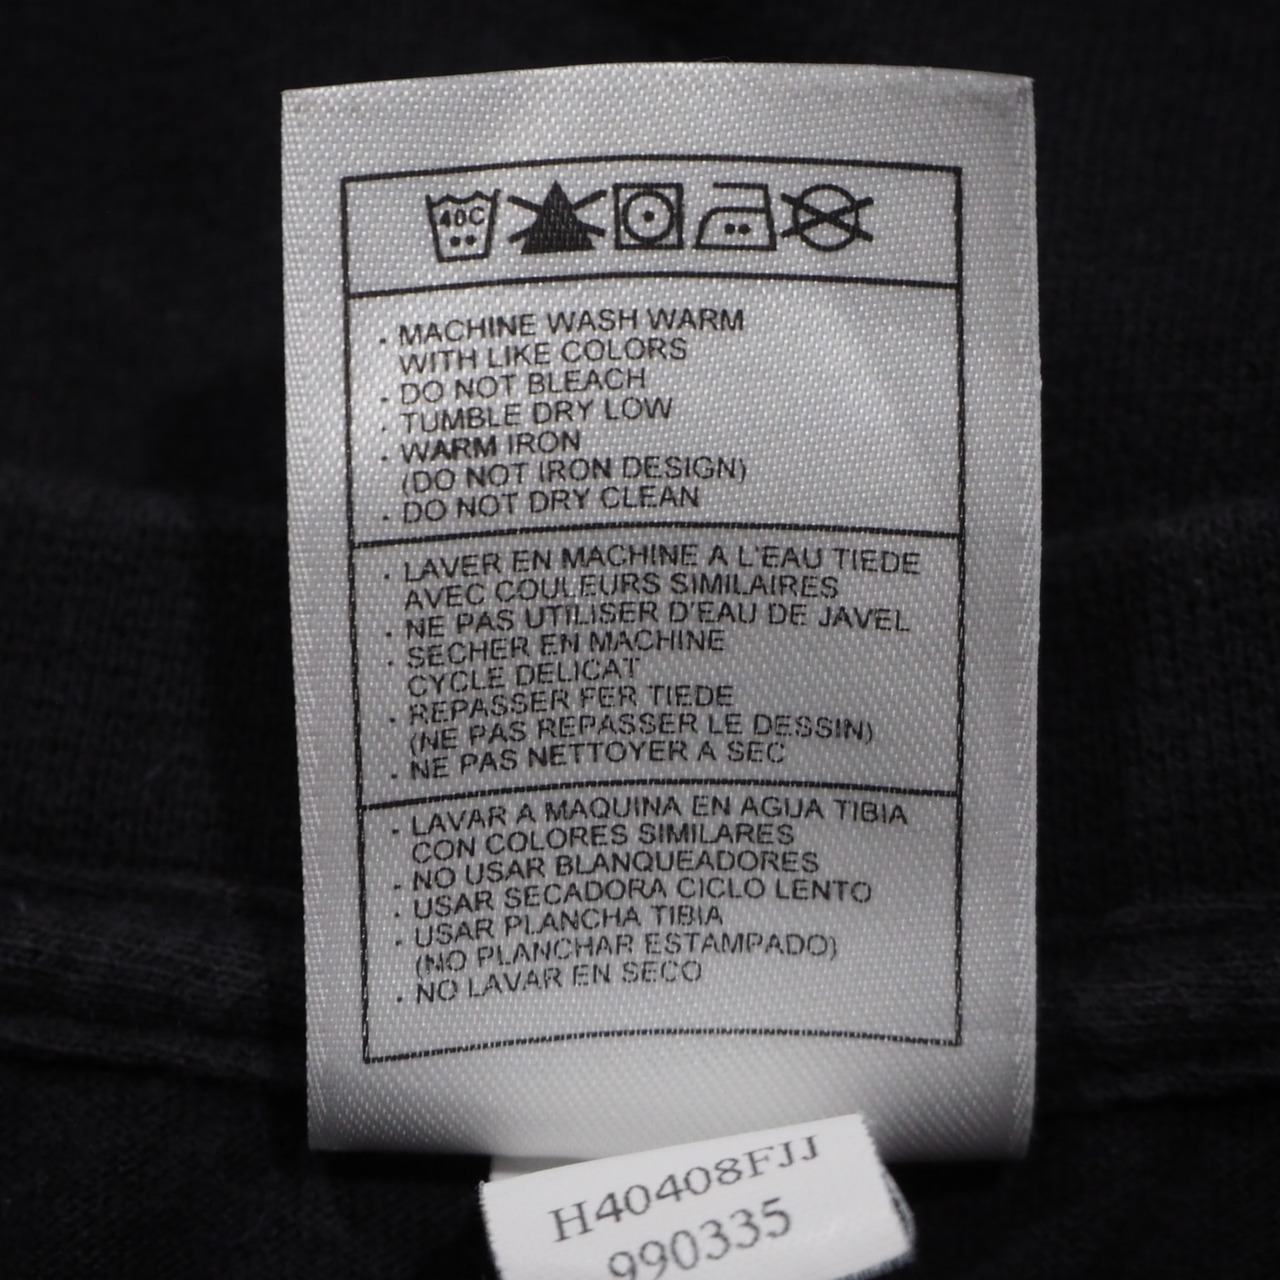 40C
. MACHINE WASH WARM
WITH LIKE COLORS
. DO NOT BLEACH
. TUMBLE DRY LOW
. WARM IRON
(DO NOT IRON DESIGN)
. DO NOT DRY CLEAN
. LAVER EN MACHINE A L'EAU TIEDE
AVEC COULEURS SIMILAIRES
. NE PAS UTILISER D'EAU DE JAVEL
. SECHER EN MACHINE
CYCLE DELICAT
. REPASSER FER TIEDE
(NE PAS REPASSER LE DESSIN)
. NE PAS NETTOYER A SEC
. LAVAR A MAQUINA EN AGUA TIBIA
CON COLORES SIMILARES
. NO USAR BLANQUEADORES
. USAR SECADORA CICLO LENTO
. USAR PLANCHA TIBIA
(NO PLANCHAR ESTAMPADO)
. NO LAVAR EN SECO
H40408FJJ
990335